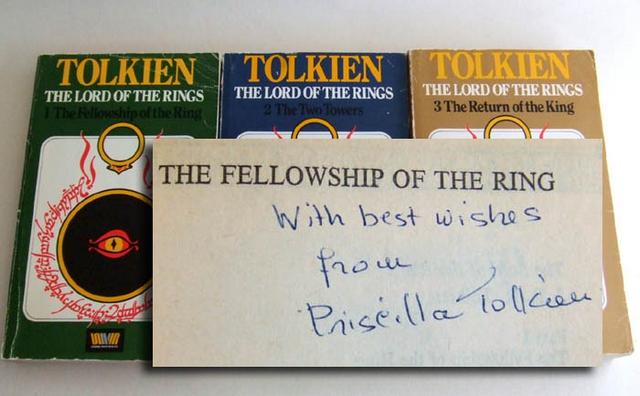 TOLKIEN
THE LORD OF THE RINGS
1 The Fellowship of the Ring
TOLKIEN
THE LORD OF THE RINGS
2 The Two Towers
TOLKIEN
THE LORD OF THE RINGS
3 The Return of the King
THE FELLOWSHIP OF THE RING
With best wishes
from
Priscilla Tolkien